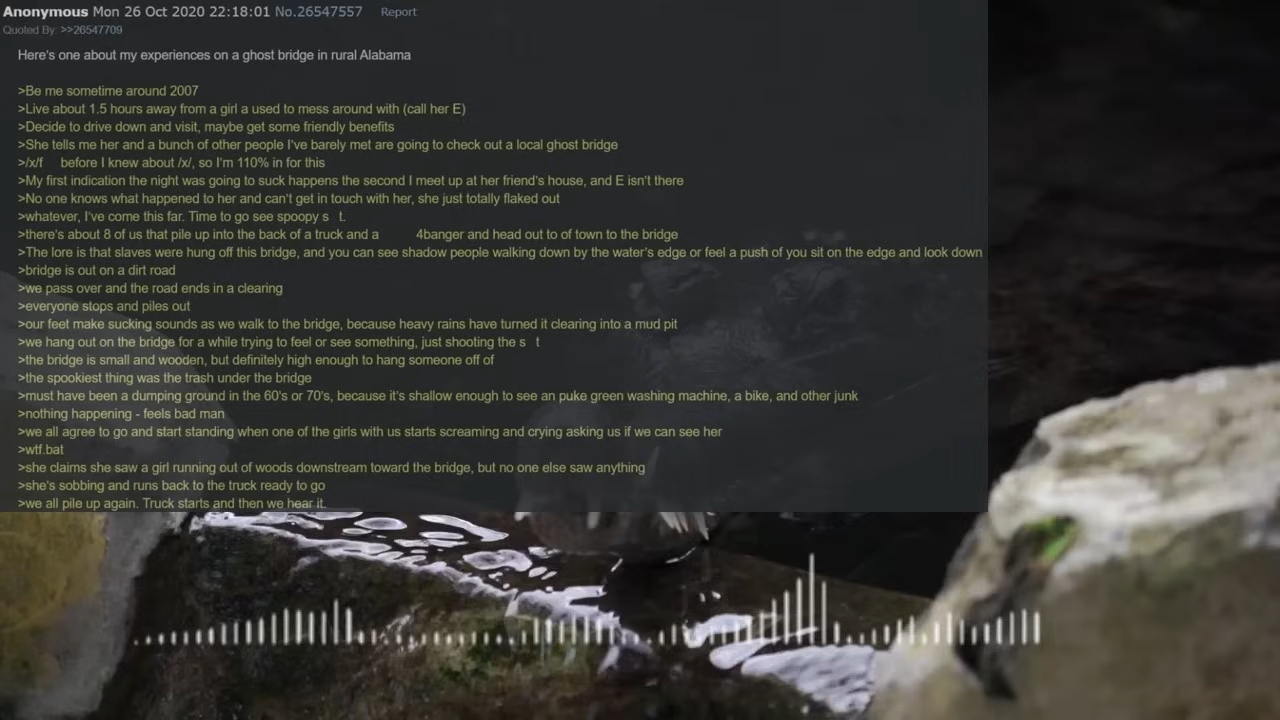 Anonymous Mon 26 Oct 2020 22:18:01 No.26547557 Report
Quoted By: >>26547709
Here's one about my experiences on a ghost bridge in rural Alabama
>Be me sometime around 2007
>Live about 1.5 hours away from a girl a used to mess around with (call her E)
>Decide to drive down and visit, maybe get some friendly benefits
>She tells me her and a bunch of other people I've barely met are going to check out a local ghost bridge
>/x/f before I knew about /x/, so I'm 110% in for this
>My first indication the night was going to suck happens the second I meet up at her friend's house, and E isn't there
>No one knows what happened to her and can't get in touch with her, she just totally flaked out
>whatever, I've come this far. Time to go see spoopy s t.
>there's about 8 of us that pile up into the back of a truck and a 4banger and head out to of town to the bridge
>The lore is that slaves were hung off this bridge, and you can see shadow people walking down by the water's edge or feel a push of you sit on the edge and look down
>bridge is out on a dirt road
>we pass over and the road ends in a clearing
>everyone stops and piles out
>our feet make sucking sounds as we walk to the bridge, because heavy rains have turned it clearing into a mud pit
>we hang out on the bridge for a while trying to feel or see something, just shooting the s t
>the bridge is small and wooden, but definitely high enough to hang someone off of
>the spookiest thing was the trash under the bridge
>must have been a dumping ground in the 60's or 70's, because it's shallow enough to see an puke green washing machine, a bike, and other junk
>nothing happening - feels bad man
>we all agree to go and start standing when one of the girls with us starts screaming and crying asking us if we can see her
>wtf.bat
>she claims she saw a girl running out of woods downstream toward the bridge, but no one else saw anything
>she's sobbing and runs back to the truck ready to go
>we all pile up again. Truck starts and then we hear it.